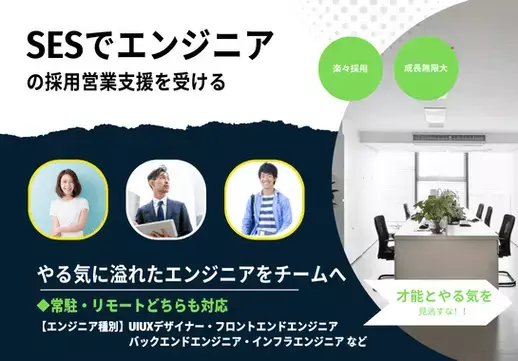 SESでエンジニア
の採用営業支援を受ける
楽々採用
成長無限大
やる気に溢れたエンジニアをチームへ
◆常駐・リモートどちらも対応
【エンジニア種別】UIUXデザイナー・フロントエンドエンジニア
バックエンドエンジニア・インフラエンジニア など
才能とやる気を
見逃すな!!